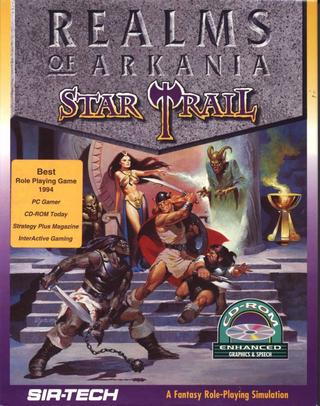 REALMS
OF ARKANIA
STAR TRAIL
Best
Role Playing Game
1994
PC Gamer
CD-ROM Today
Strategy Plus Magazine
InterActive Gaming
CD-ROM
ENHANCED
GRAPHICS & SPEECH
SIR-TECH
A Fantasy Role-Playing Simulation